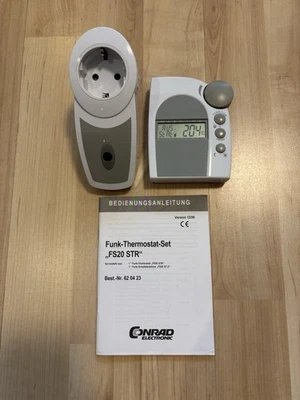 AUS
20.4
BEDIENUNGSANLEITUNG
Version 12/06
CE
Funk-Thermostat-Set
„FS20 STR“
Best.-Nr. 62 04 23
CONRAD
ELECTRONIC